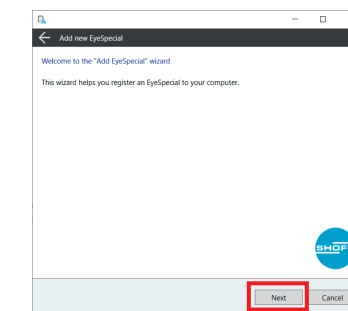 Add new EyeSpecial
Welcome to the "Add EyeSpecial" wizard
This wizard helps you register an EyeSpecial to your computer.
SHOF
Next
Cancel